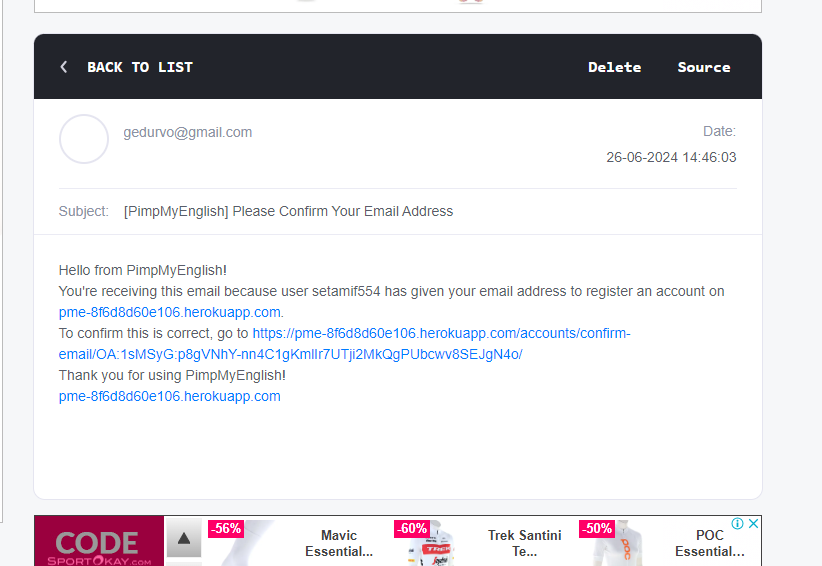 BACK TO LIST
Delete
Source
gedurvo@gmail.com
Date:
26-06-2024 14:46:03
Subject: [PimpMyEnglish] Please Confirm Your Email Address
Hello from PimpMyEnglish!
You're receiving this email because user setamif554 has given your email address to register an account on
pme-8f6d8d60e106.herokuapp.com.
To confirm this is correct, go to https://pme-8f6d8d60e106.herokuapp.com/accounts/confirm-
email/OA:1sMSyG:p8gVNhY-nn4C1gKmlIr7UTji2MkQgPUbcwv8SEJgN4o/
Thank you for using PimpMyEnglish!
pme-8f6d8d60e106.herokuapp.com
CODE
SPORTOKAY.COM
-56%
Mavic
Essential...
-60%
TREK
Segafredo
Trek Santini
Te...
-50%
POC
POC
Essential...